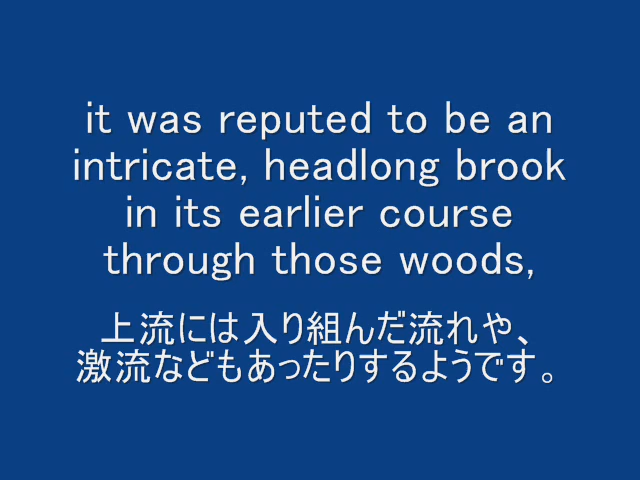 it was reputed to be an
intricate, headlong brook
in its earlier course
through those woods,
上流には入り組んだ流れや、
激流などもあったりするようです。